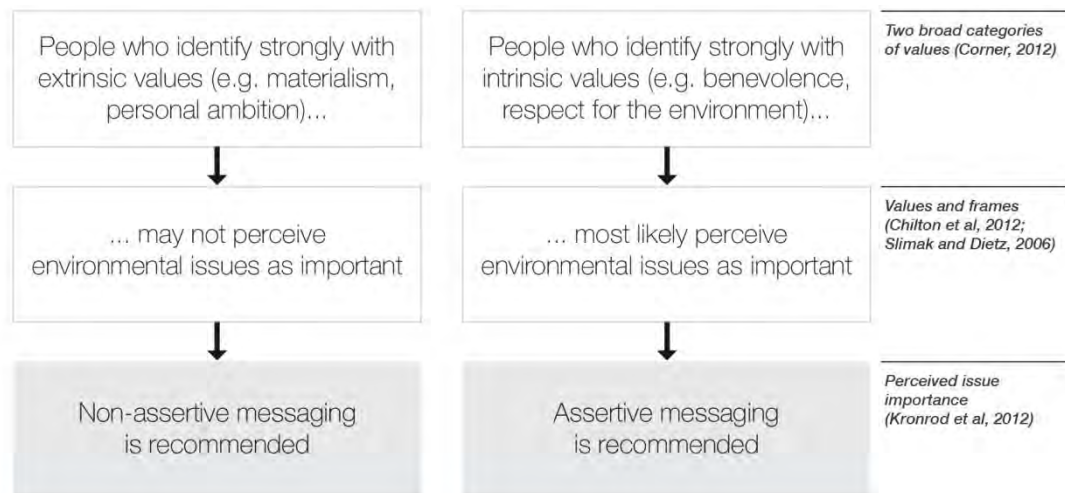 People who identify strongly with
extrinsic values (e.g. materialism,
personal ambition)...
People who identify strongly with
intrinsic values (e.g. benevolence,
respect for the environment)...
Two broad categories
of values (Corner, 2012)
... may not perceive
environmental issues as important
... most likely perceive
environmental issues as important
Values and frames
(Chilton et al, 2012;
Slimak and Dietz, 2006)
Non-assertive messaging
is recommended
Assertive messaging
is recommended
Perceived issue
importance
(Kronrod et al, 2012)